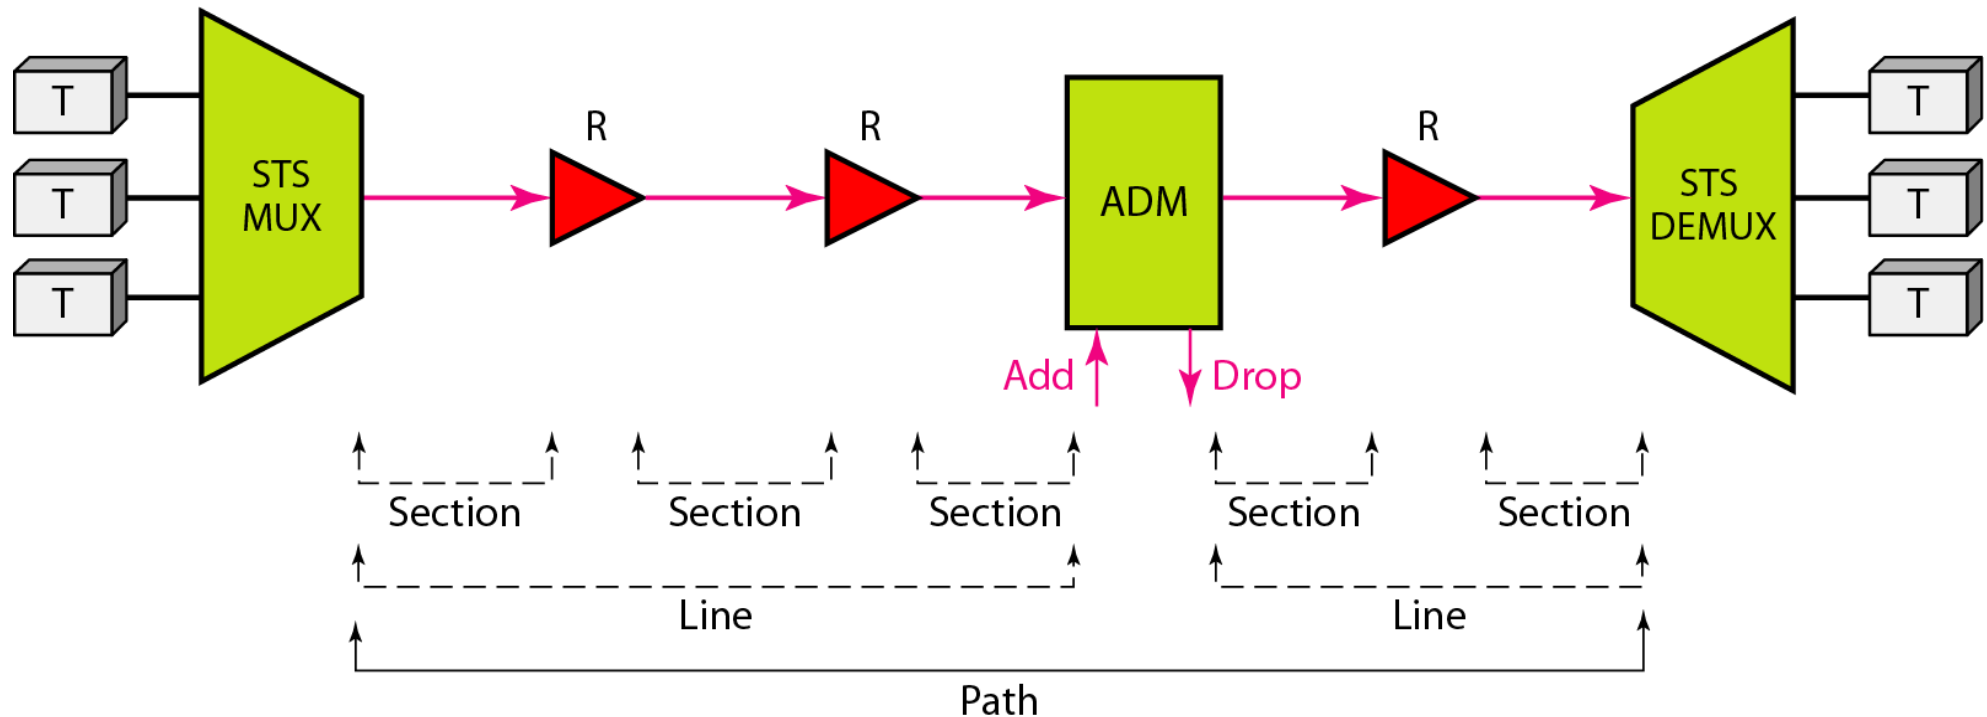 T
T
T
STS
MUX
R
R
ADM
R
STS
DEMUX
T
T
T
Add
Drop
Section
Section
Section
Section
Section
Line
Line
Path